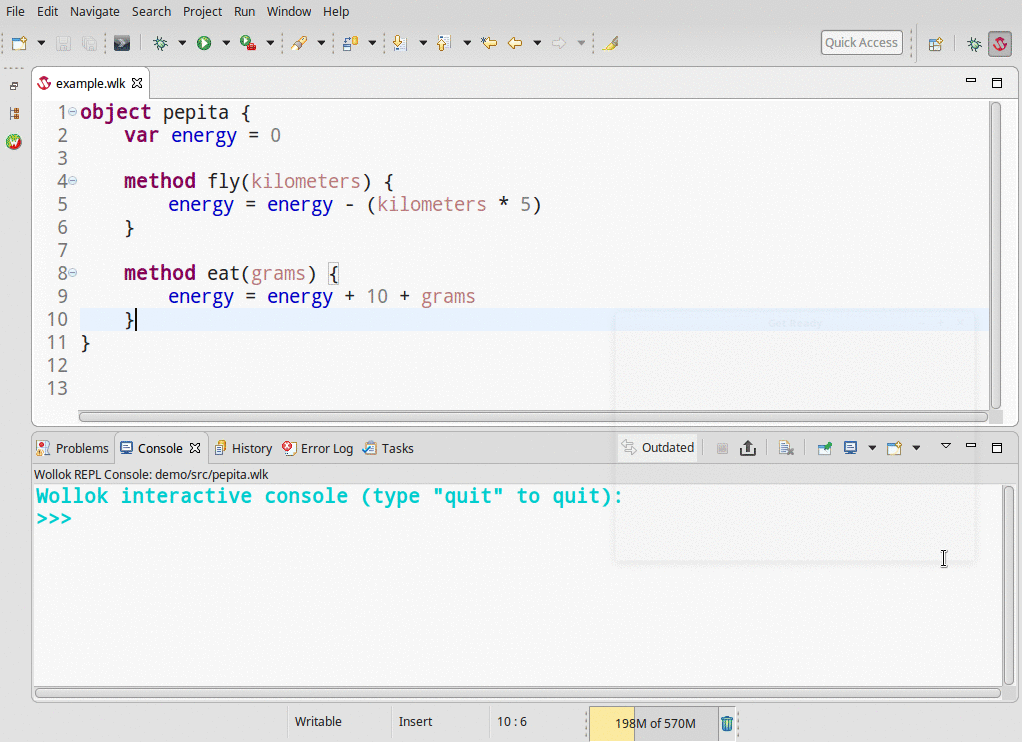 File Edit Navigate Search Project Run Window Help
Quick Access
example.wlk
1 object pepita {
2 var energy = 0
3
4 method fly(kilometers) {
5 energy = energy - (kilometers * 5)
6 }
7
8 method eat(grams) {
9 energy = energy + 10 + grams
10 }
11 }
12
13
Problems Console History Error Log Tasks Outdated
Wollok REPL Console: demo/src/pepita.wlk
Wollok interactive console (type "quit" to quit):
>>>
Writable Insert 10 : 6 198M of 570M